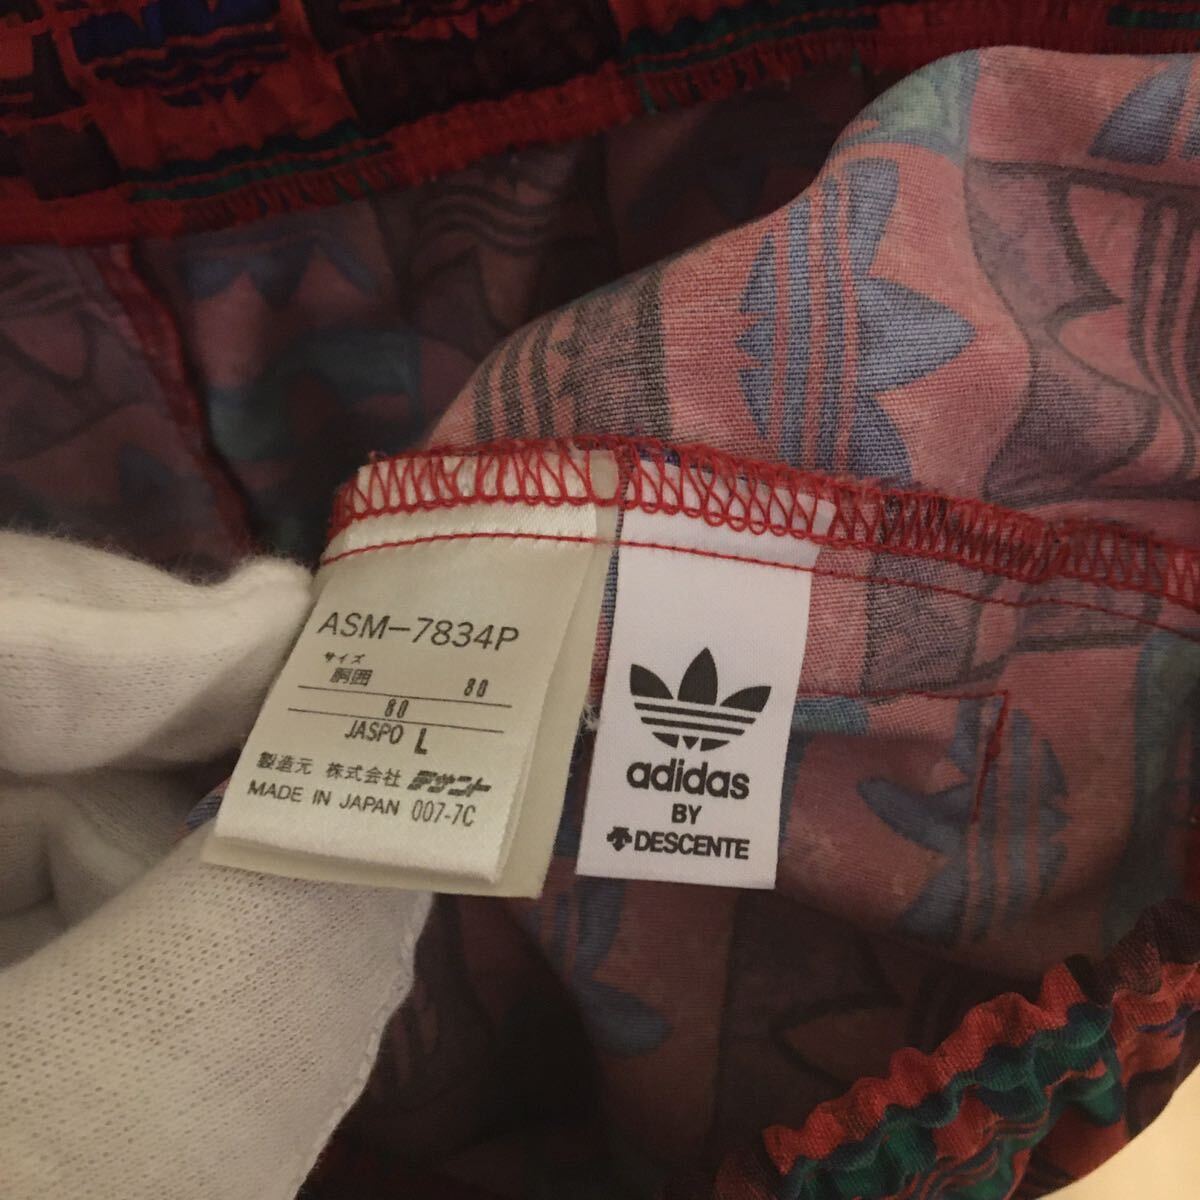 ASM-7834P
サイズ
胴囲 80
80
JASPO L
製造元 株式会社 デサント
MADE IN JAPAN 007-7C
adidas
BY
DESCENTE